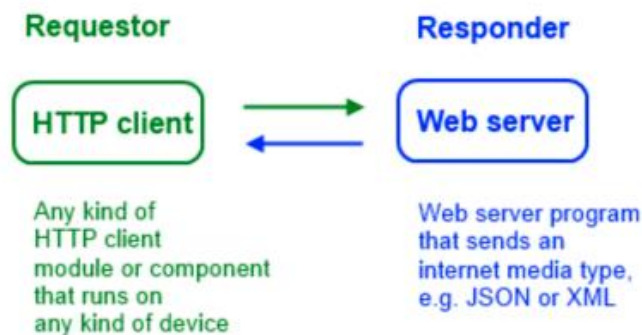 Requestor
Responder
HTTP client
Web server
Any kind of
HTTP client
module or component
that runs on
any kind of device
Web server program
that sends an
internet media type,
e.g. JSON or XML